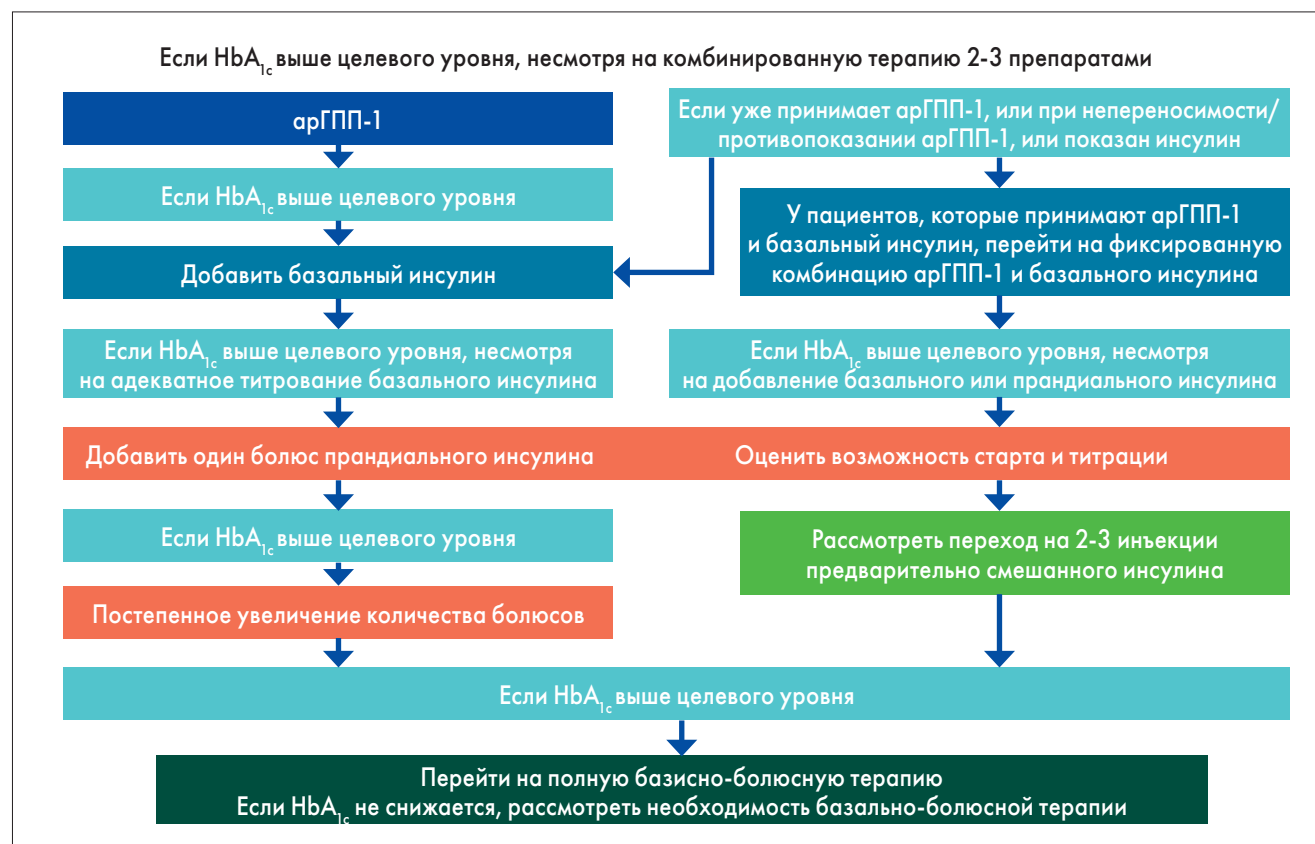 Если HbA1c выше целевого уровня, несмотря на комбинированную терапию 2-3 препаратами
арГПП-1
Если HbA1c выше целевого уровня
Добавить базальный инсулин
Если HbA1c выше целевого уровня, несмотря
на адекватное титрование базального инсулина
Если уже принимает арГПП-1, или при непереносимости/
противопоказании арГПП-1, или показан инсулин
У пациентов, которые принимают арГПП-1
и базальный инсулин, перейти на фиксированную
комбинацию арГПП-1 и базального инсулина
Если HbA1c выше целевого уровня, несмотря
на добавление базального или прандиального инсулина
Добавить один болюс прандиального инсулина
Оценить возможность старта и титрации
Если HbA1c выше целевого уровня
Постепенное увеличение количества болюсов
Рассмотреть переход на 2-3 инъекции
предварительно смешанного инсулина
Если HbA1c выше целевого уровня
Перейти на полную базисно-болюсную терапию
Если HbA1c не снижается, рассмотреть необходимость базально-болюсной терапии